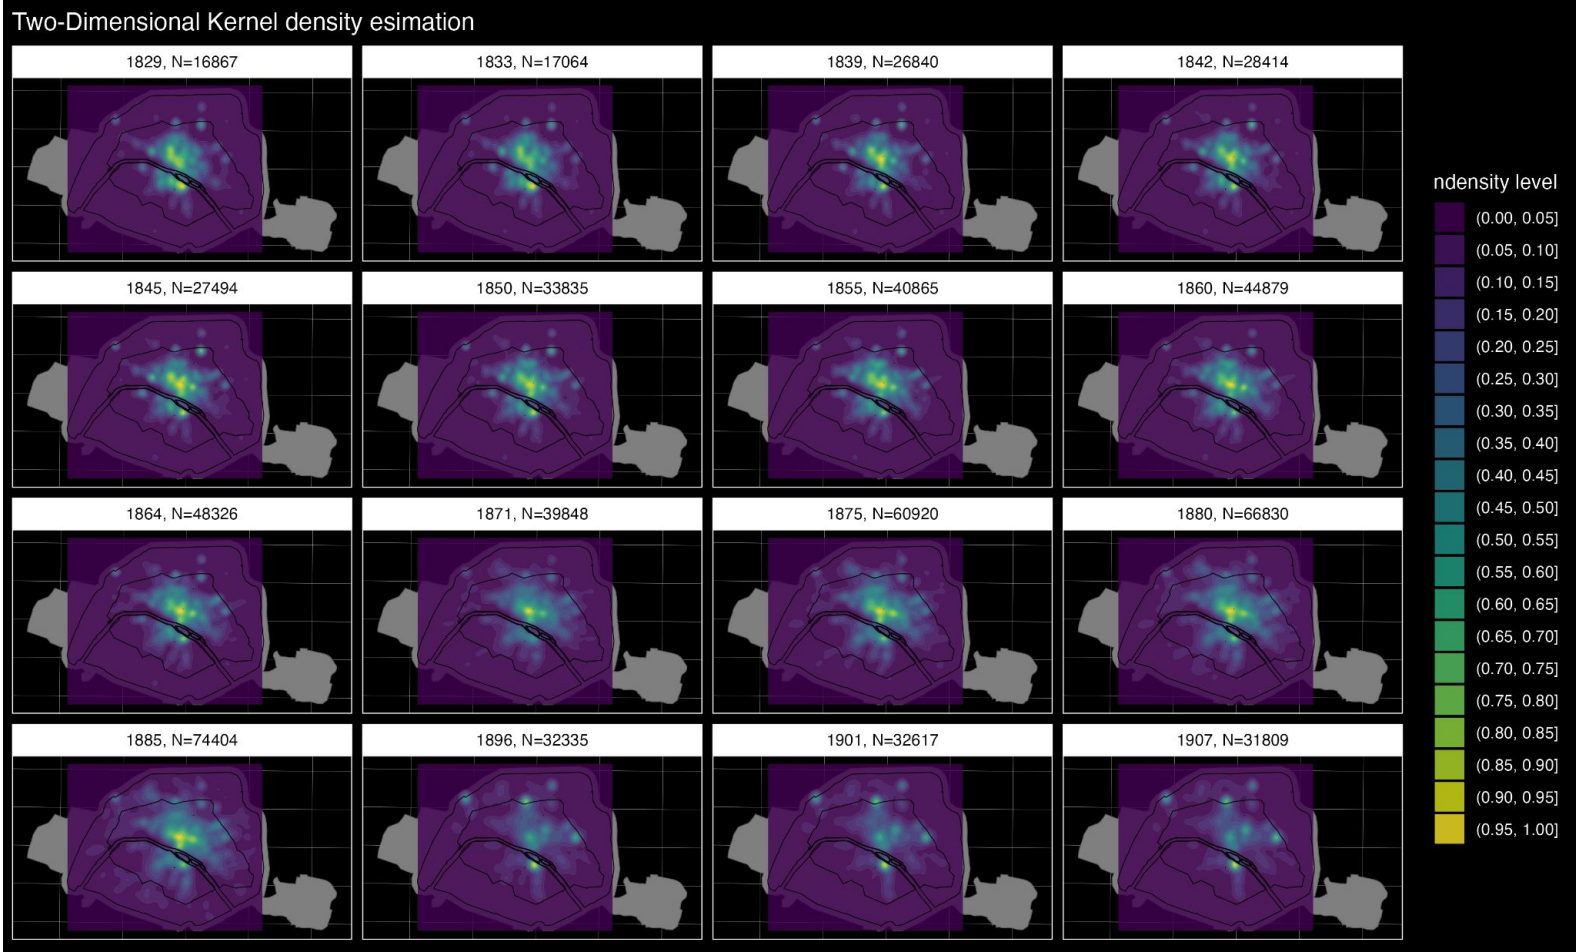 Two-Dimensional Kernel density esimation
1829, N=16867
1833, N=17064
1839, N=26840
1842, N=28414
1845, N=27494
1850, N=33835
1855, N=40865
1860, N=44879
1864, N=48326
1871, N=39848
1875, N=60920
1880, N=66830
1885, N=74404
1896, N=32335
1901, N=32617
1907, N=31809
ndensity level
(0.00, 0.05]
(0.05, 0.10]
(0.10, 0.15]
(0.15, 0.20]
(0.20, 0.25]
(0.25, 0.30]
(0.30, 0.35]
(0.35, 0.40]
(0.40, 0.45]
(0.45, 0.50]
(0.50, 0.55]
(0.55, 0.60]
(0.60, 0.65]
(0.65, 0.70]
(0.70, 0.75]
(0.75, 0.80]
(0.80, 0.85]
(0.85, 0.90]
(0.90, 0.95]
(0.95, 1.00]